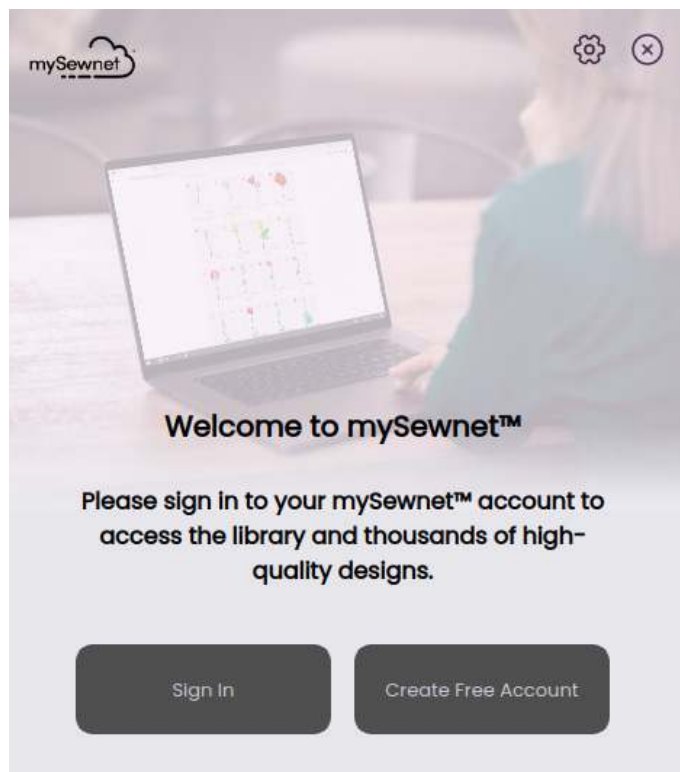 mySewnet
Welcome to mySewnet™
Please sign in to your mySewnet™ account to
access the library and thousands of high-
quality designs.
Sign In
Create Free Account